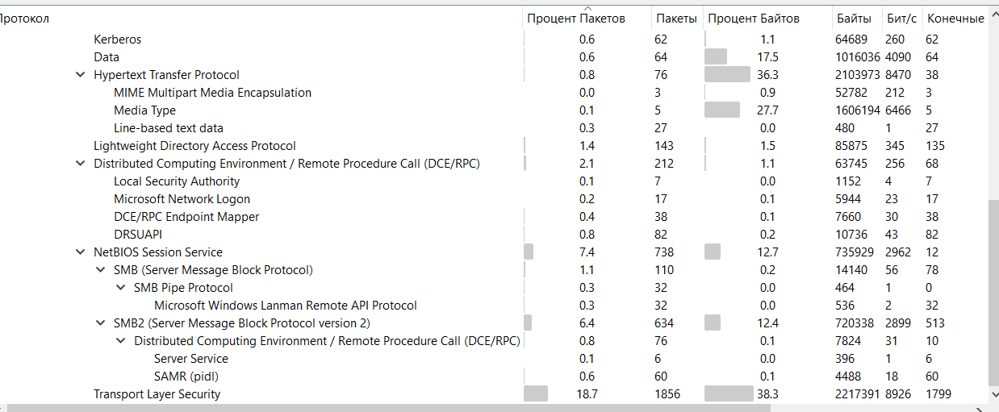 Протокол Процент Пакетов Пакеты Процент Байтов Байты Бит/с Конечные
Kerberos 0.6 62 1.1 64689 260 62
Data 0.6 64 17.5 1016036 4090 64
Hypertext Transfer Protocol 0.8 76 36.3 2103973 8470 38
MIME Multipart Media Encapsulation 0.0 3 0.9 52782 212 3
Media Type 0.1 5 27.7 1606194 6466 5
Line-based text data 0.3 27 0.0 480 1 27
Lightweight Directory Access Protocol 1.4 143 1.5 85875 345 135
Distributed Computing Environment / Remote Procedure Call (DCE/RPC) 2.1 212 1.1 63745 256 68
Local Security Authority 0.1 7 0.0 1152 4 7
Microsoft Network Logon 0.2 17 0.1 5944 23 17
DCE/RPC Endpoint Mapper 0.4 38 0.1 7660 30 38
DRSUAPI 0.8 82 0.2 10736 43 82
NetBIOS Session Service 7.4 738 12.7 735929 2962 12
SMB (Server Message Block Protocol) 1.1 110 0.2 14140 56 78
SMB Pipe Protocol 0.3 32 0.0 464 1 0
Microsoft Windows Lanman Remote API Protocol 0.3 32 0.0 536 2 32
SMB2 (Server Message Block Protocol version 2) 6.4 634 12.4 720338 2899 513
Distributed Computing Environment / Remote Procedure Call (DCE/RPC) 0.8 76 0.1 7824 31 10
Server Service 0.1 6 0.0 396 1 6
SAMR (pidl) 0.6 60 0.1 4488 18 60
Transport Layer Security 18.7 1856 38.3 2217391 8926 1799